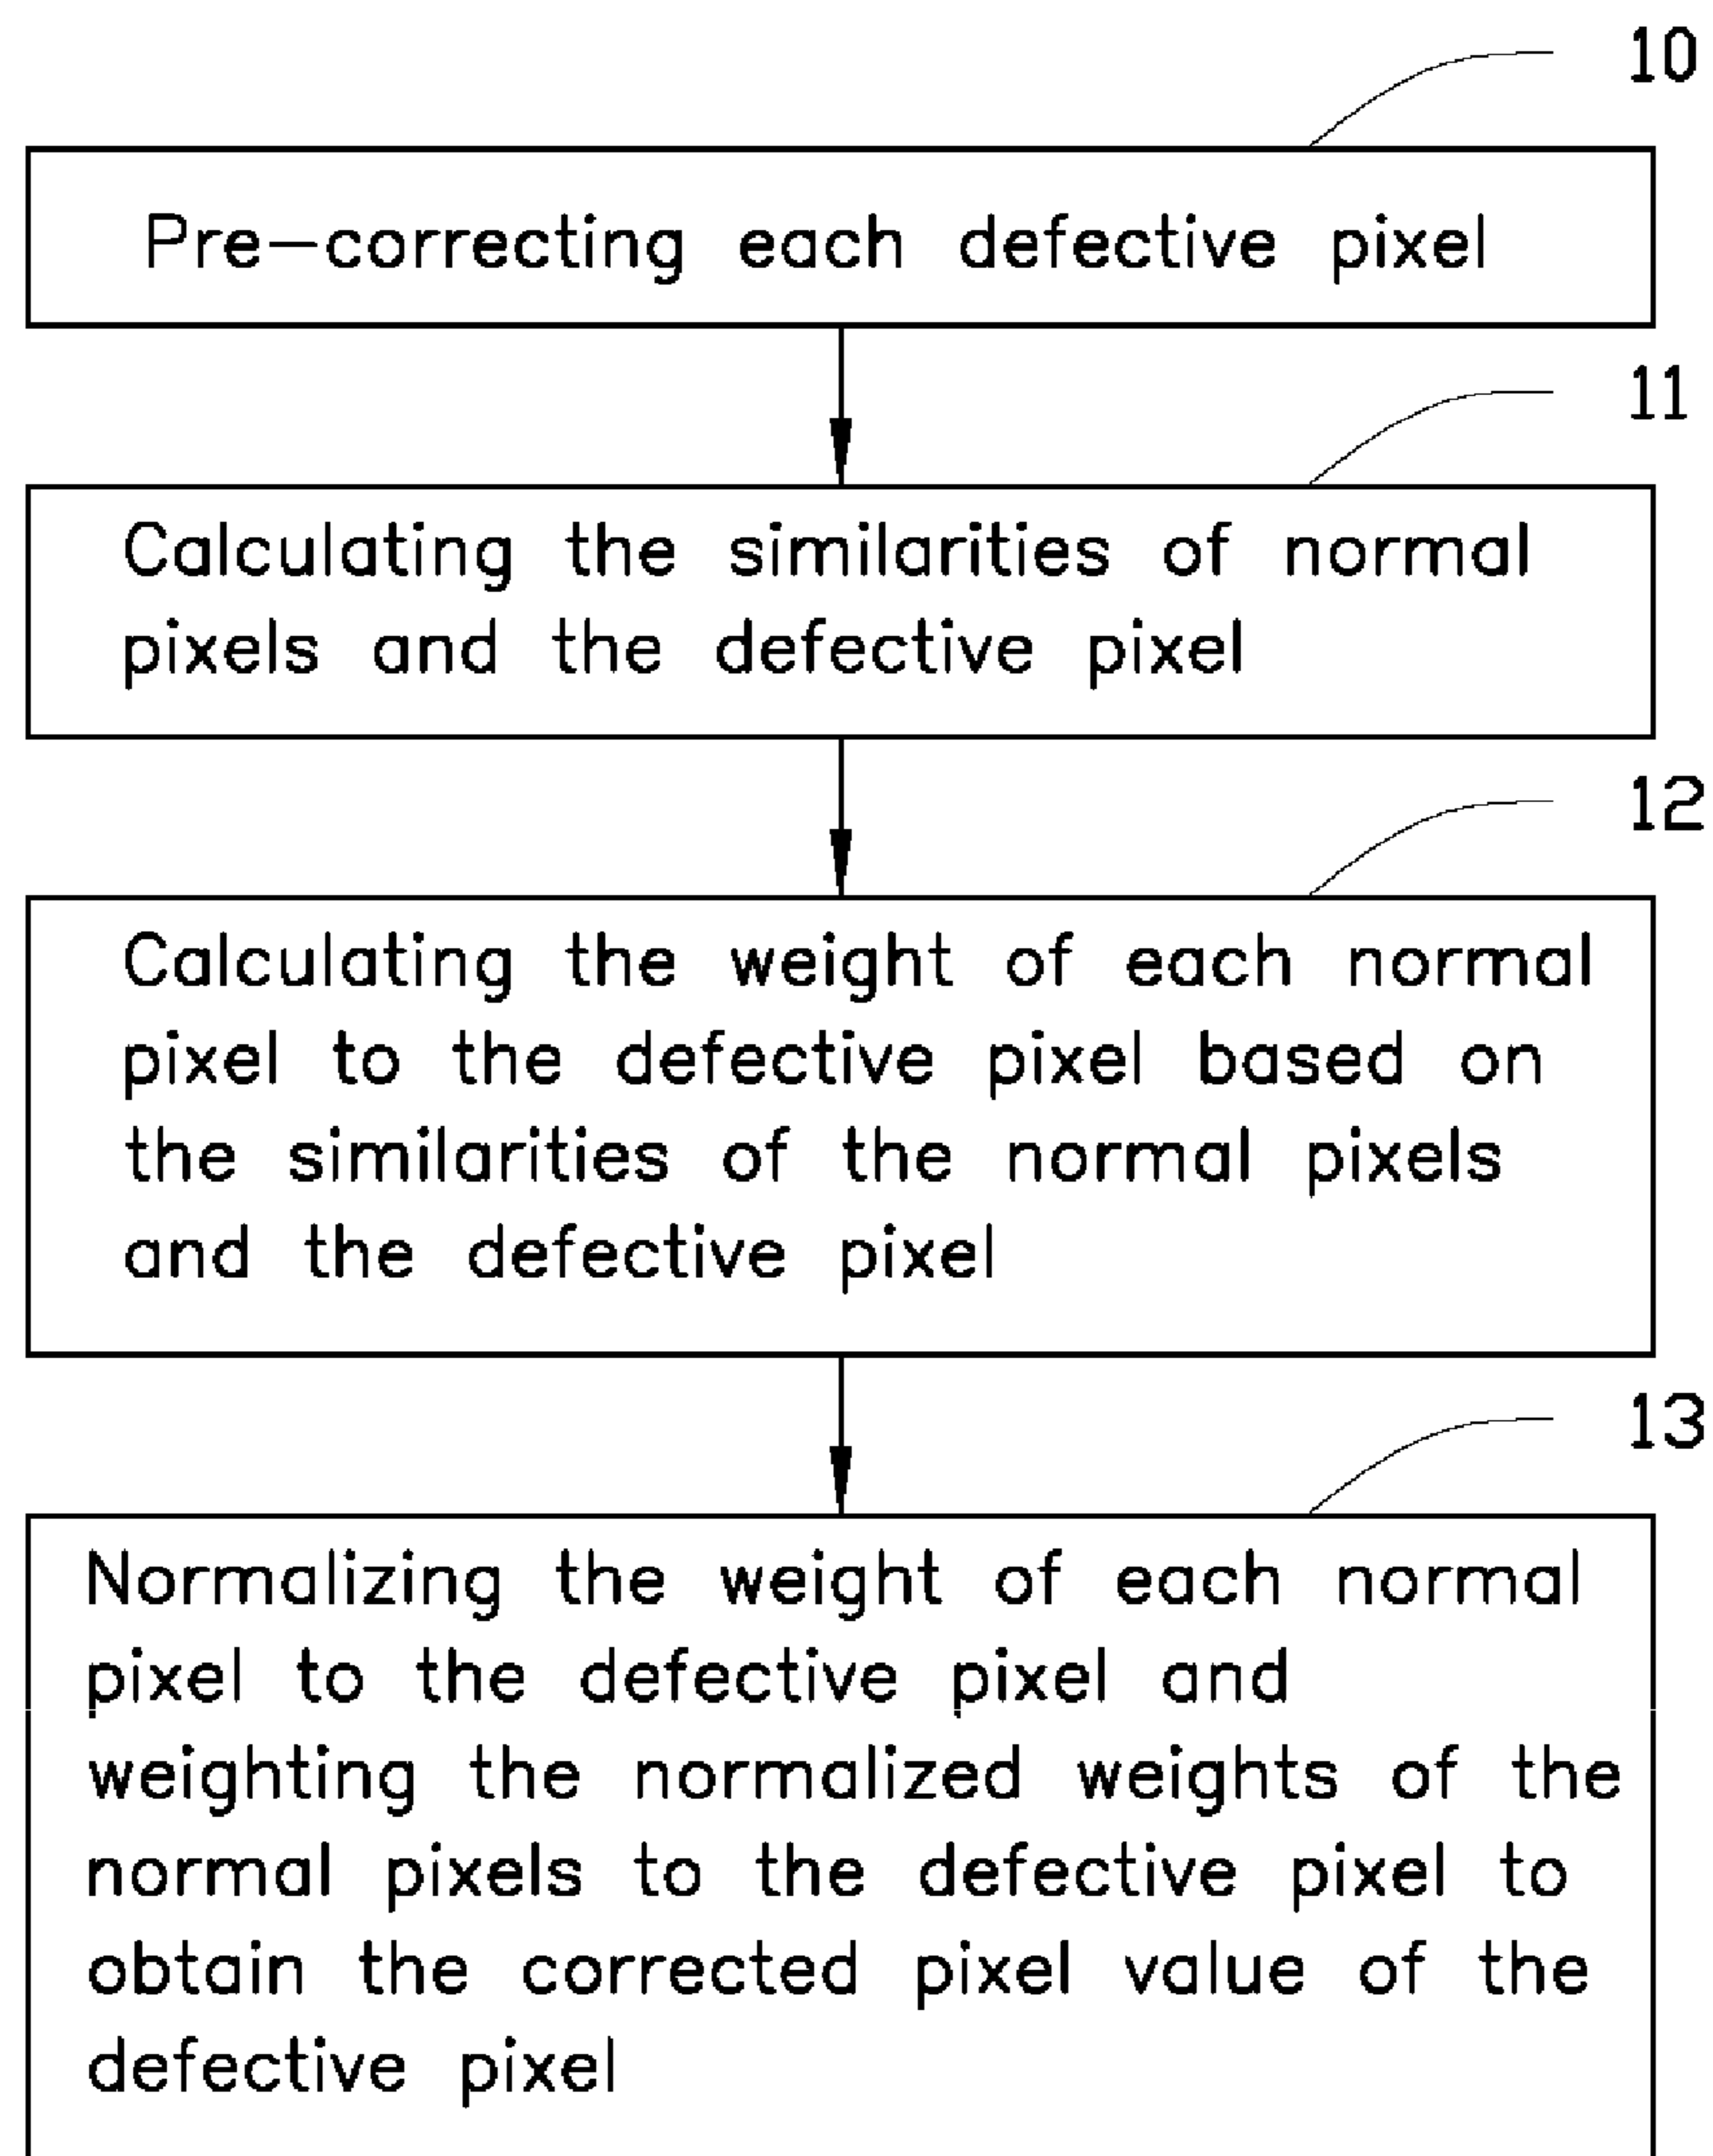 10
Pre-correcting each defective pixel
11
Calculating the similarities of normal
pixels and the defective pixel
12
Calculating the weight of each normal
pixel to the defective pixel based on
the similarities of the normal pixels
and the defective pixel
13
Normalizing the weight of each normal
pixel to the defective pixel and
weighting the normalized weights of the
normal pixels to the defective pixel to
obtain the corrected pixel value of the
defective pixel